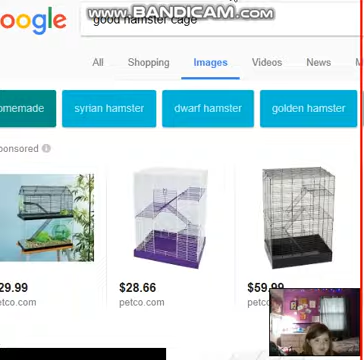 oogle
www.BANDICAM.com
good hamster cage
All Shopping Images Videos News M
omemade syrian hamster dwarf hamster golden hamster
ponsored
29.99 $28.66 $59.99
etco.com petco.com petco